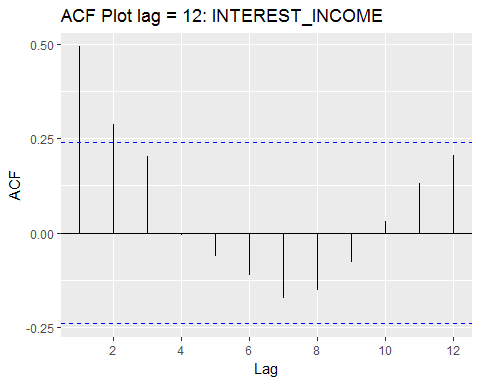 ACF Plot lag = 12: INTEREST_INCOME
0.50
0.25
0.00
-0.25
ACF
2 4 6 8 10 12
Lag